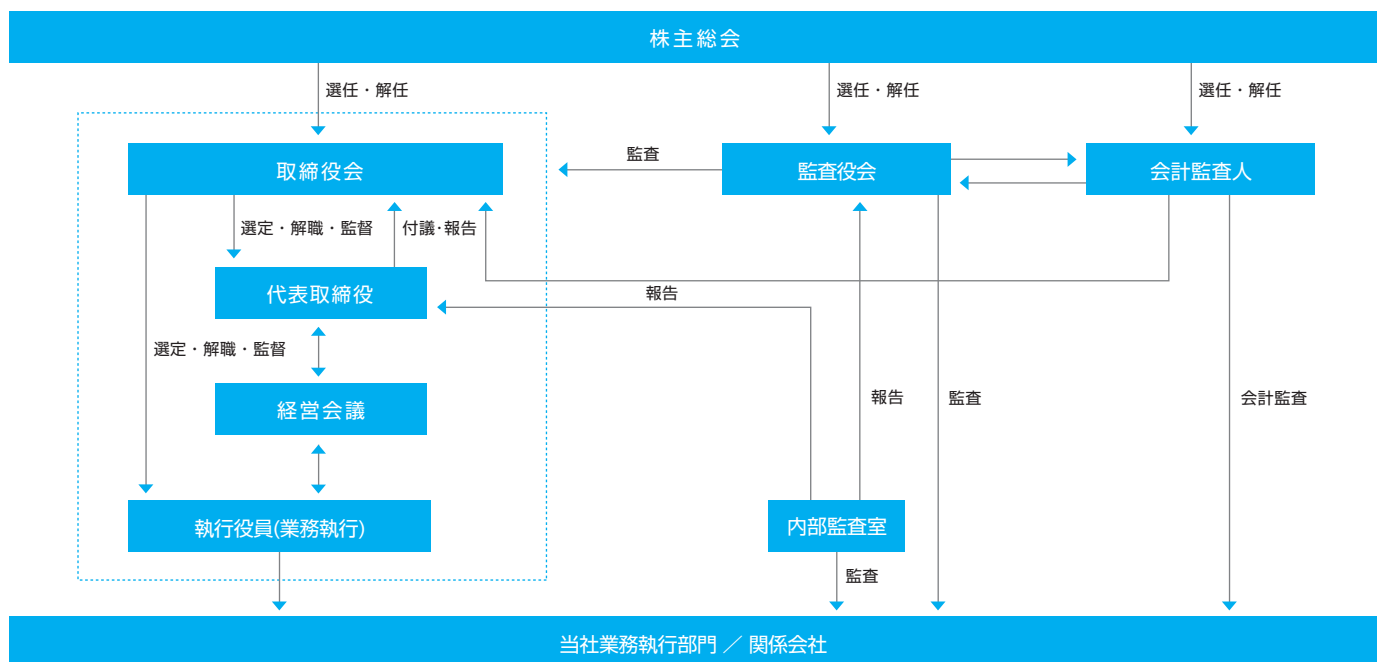 株主総会
選任・解任
選任・解任
選任・解任
取締役会
監査
監査役会
会計監査人
選定・解職・監督
付議・報告
代表取締役
報告
選定・解職・監督
経営会議
報告
監査
会計監査
執行役員(業務執行)
内部監査室
監査
当社業務執行部門 ／ 関係会社